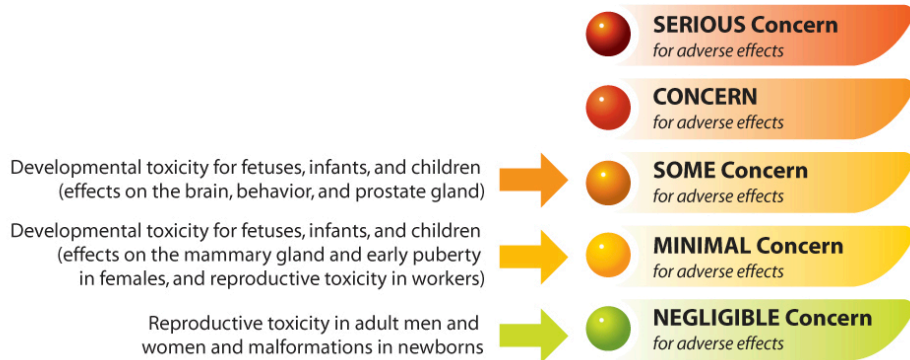 SERIOUS Concern
for adverse effects
CONCERN
for adverse effects
Developmental toxicity for fetuses, infants, and children
(effects on the brain, behavior, and prostate gland)
SOME Concern
for adverse effects
Developmental toxicity for fetuses, infants, and children
(effects on the mammary gland and early puberty
in females, and reproductive toxicity in workers)
MINIMAL Concern
for adverse effects
Reproductive toxicity in adult men and
women and malformations in newborns
NEGLIGIBLE Concern
for adverse effects